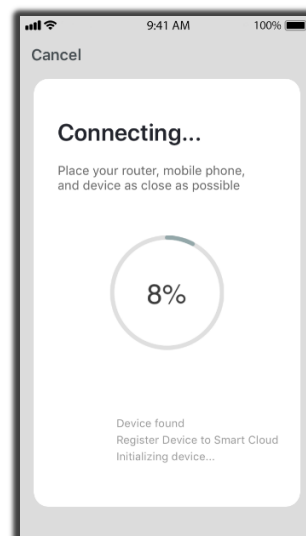 9:41 AM 100%
Cancel
Connecting...
Place your router, mobile phone,
and device as close as possible
8%
Device found
Register Device to Smart Cloud
Initializing device...